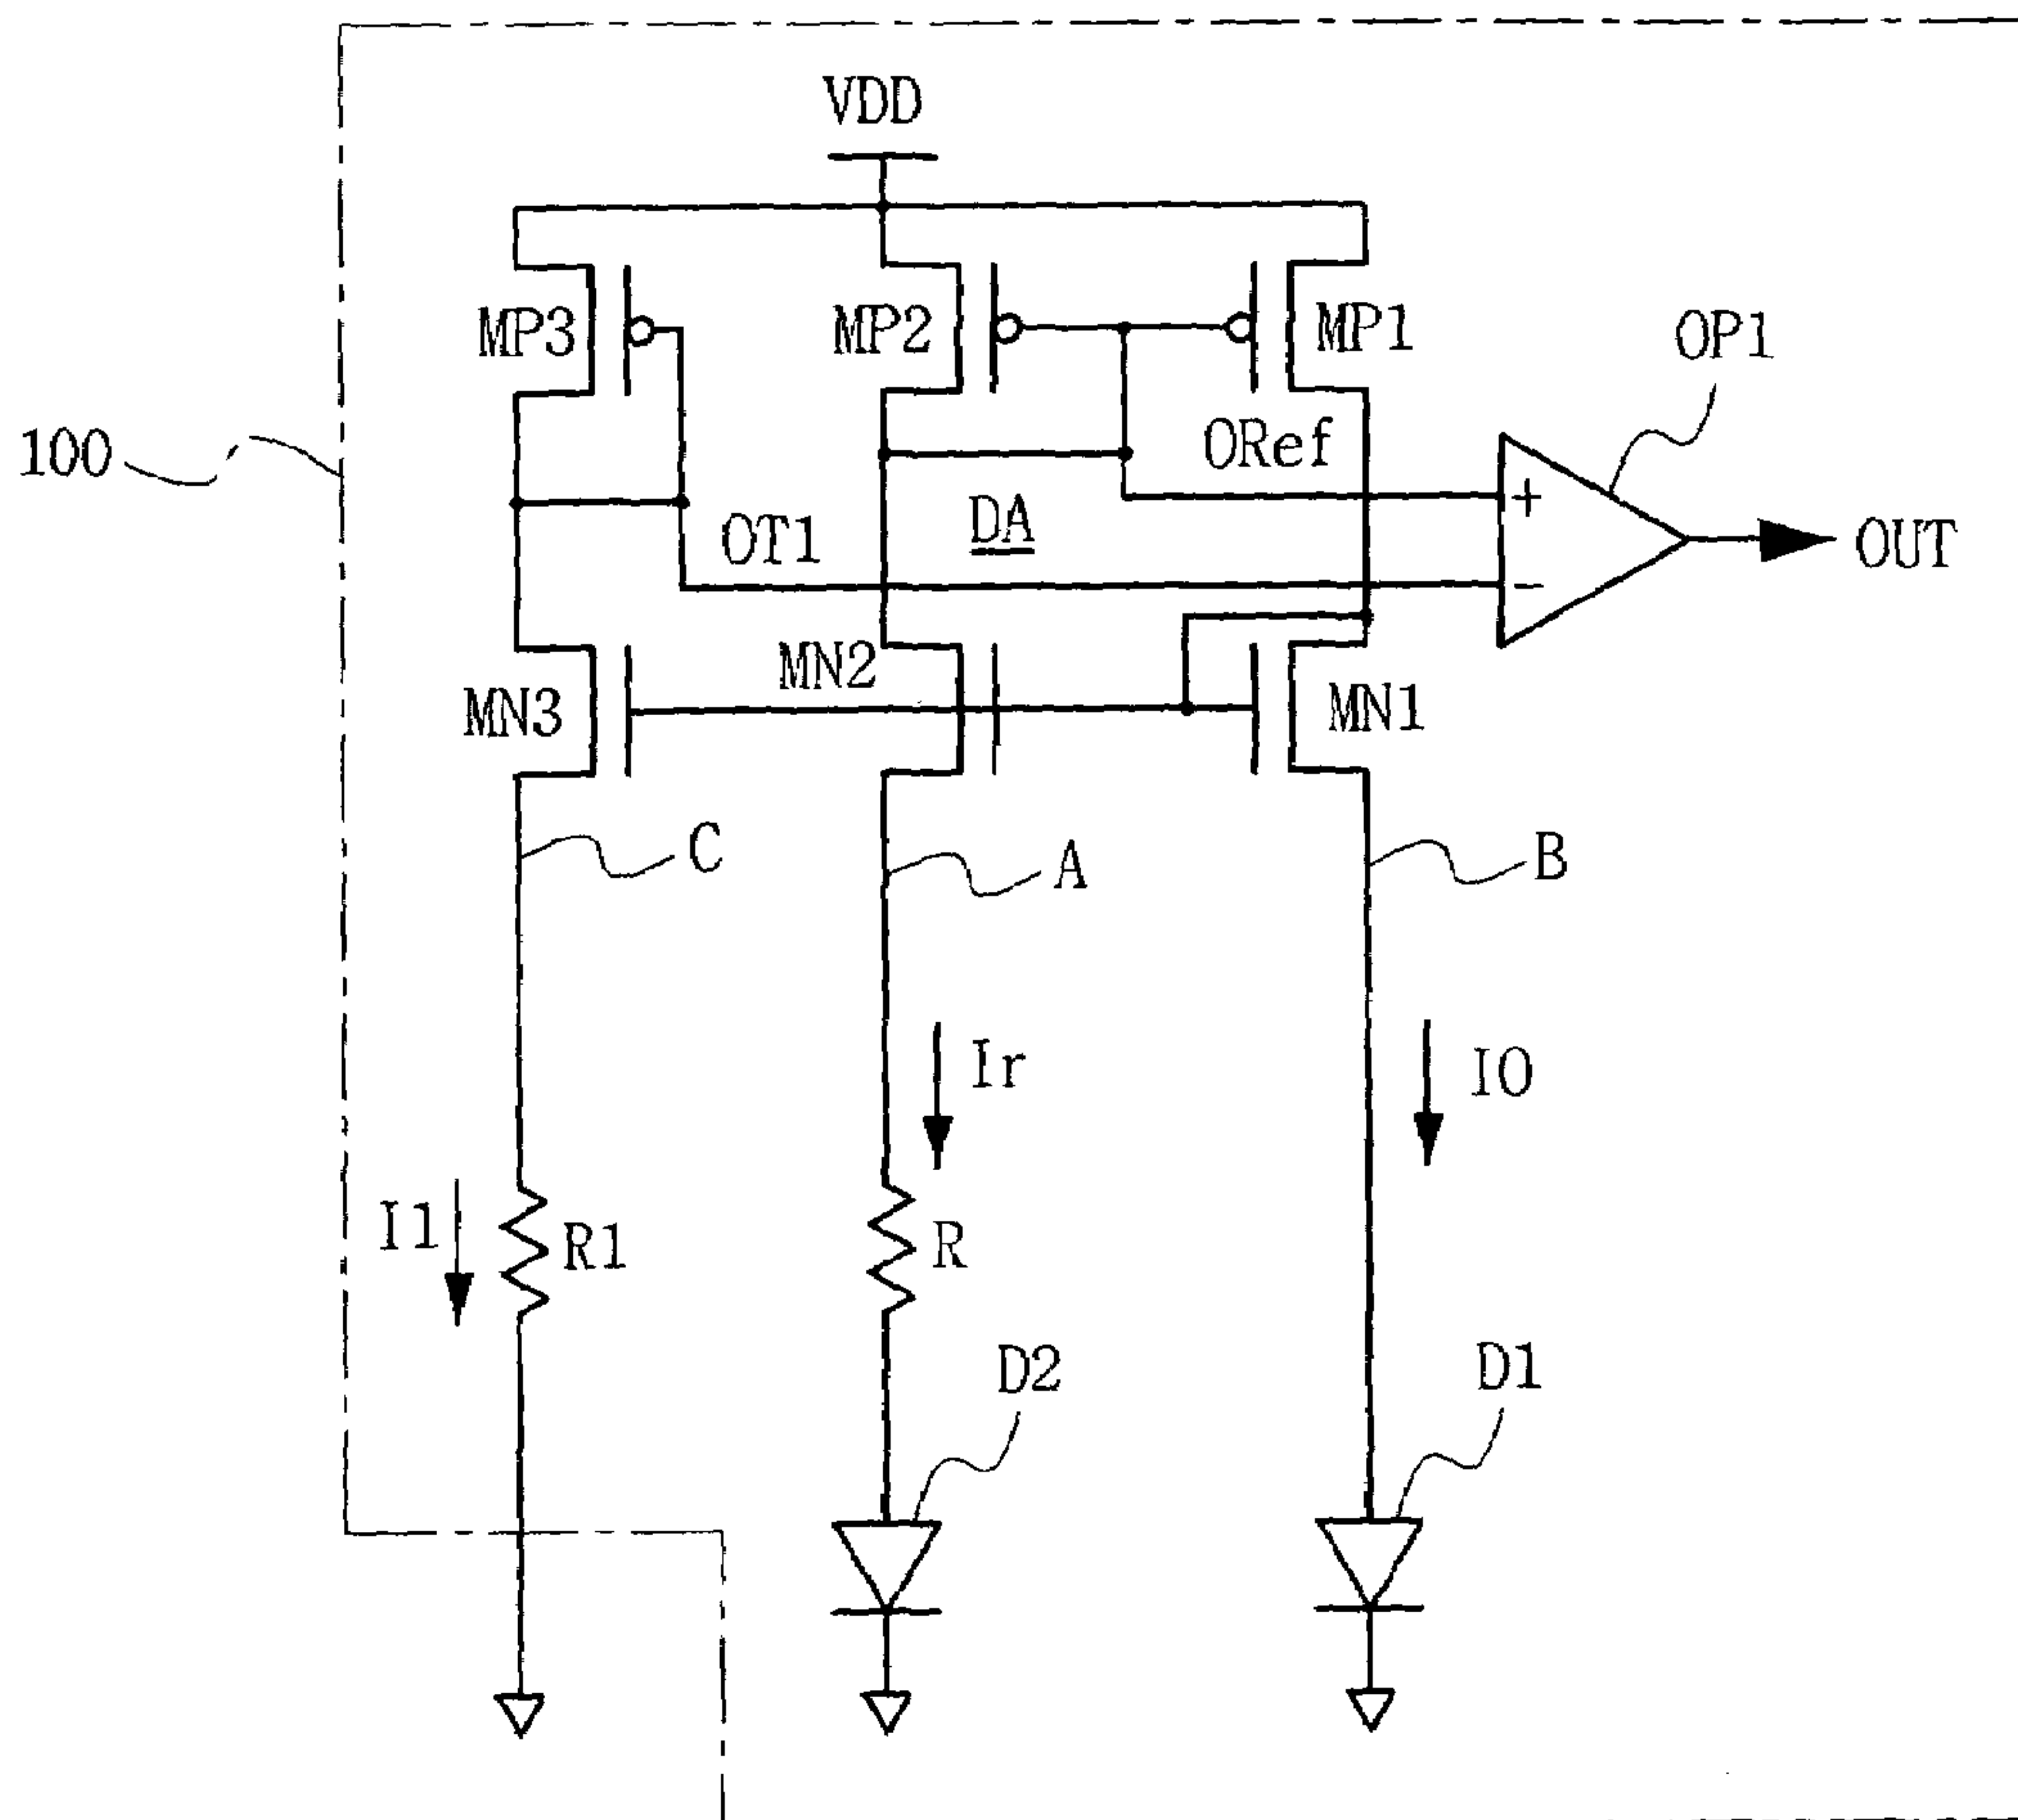 VDD
MP3
MP2
MP1
OP1
100
ORef
+
DA
OT1
OUT
-
MN2
MN3
MN1
C
A
B
Ir
IO
I1
R1
R
D2
D1